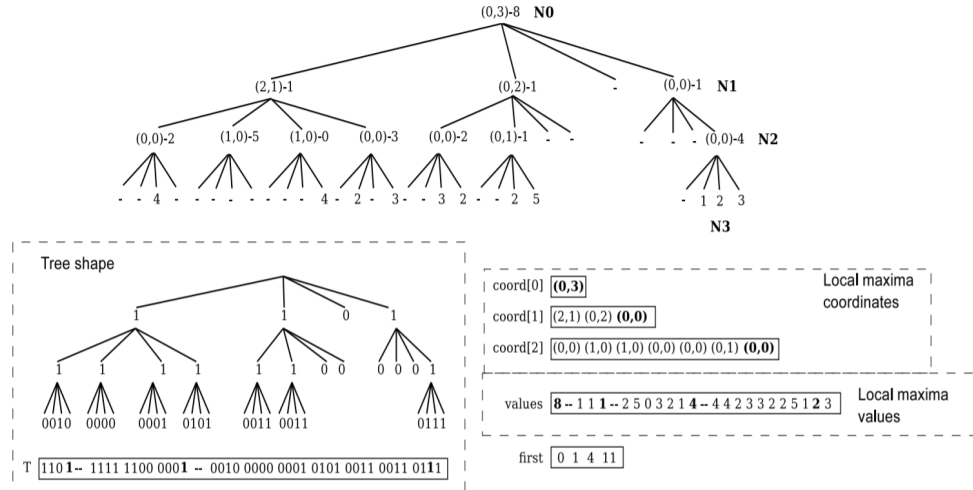 (0,3)-8 N0
(2,1)-1 (0,2)-1 - (0,0)-1 N1
(0,0)-2 (1,0)-5 (1,0)-0 (0,0)-3 (0,0)-2 (0,1)-1 - - - - - (0,0)-4 N2
- - 4 - - - - - - - - 4 - 2 - 3 - - 3 2 - - 2 5 - 1 2 3
N3
Tree shape
1 1 0 1
1 1 1 1 1 1 0 0 0 0 0 1
0010 0000 0001 0101 0011 0011 0111
T 1101-- 1111 1100 0001 -- 0010 0000 0001 0101 0011 0011 0111
Local maxima
coordinates
coord[0] (0,3)
coord[1] (2,1) (0,2) (0,0)
coord[2] (0,0) (1,0) (1,0) (0,0) (0,0) (0,1) (0,0)
Local maxima
values
values 8 -- 1 1 1 -- 2 5 0 3 2 1 4 -- 4 4 2 3 3 2 2 5 1 2 3
first 0 1 4 11